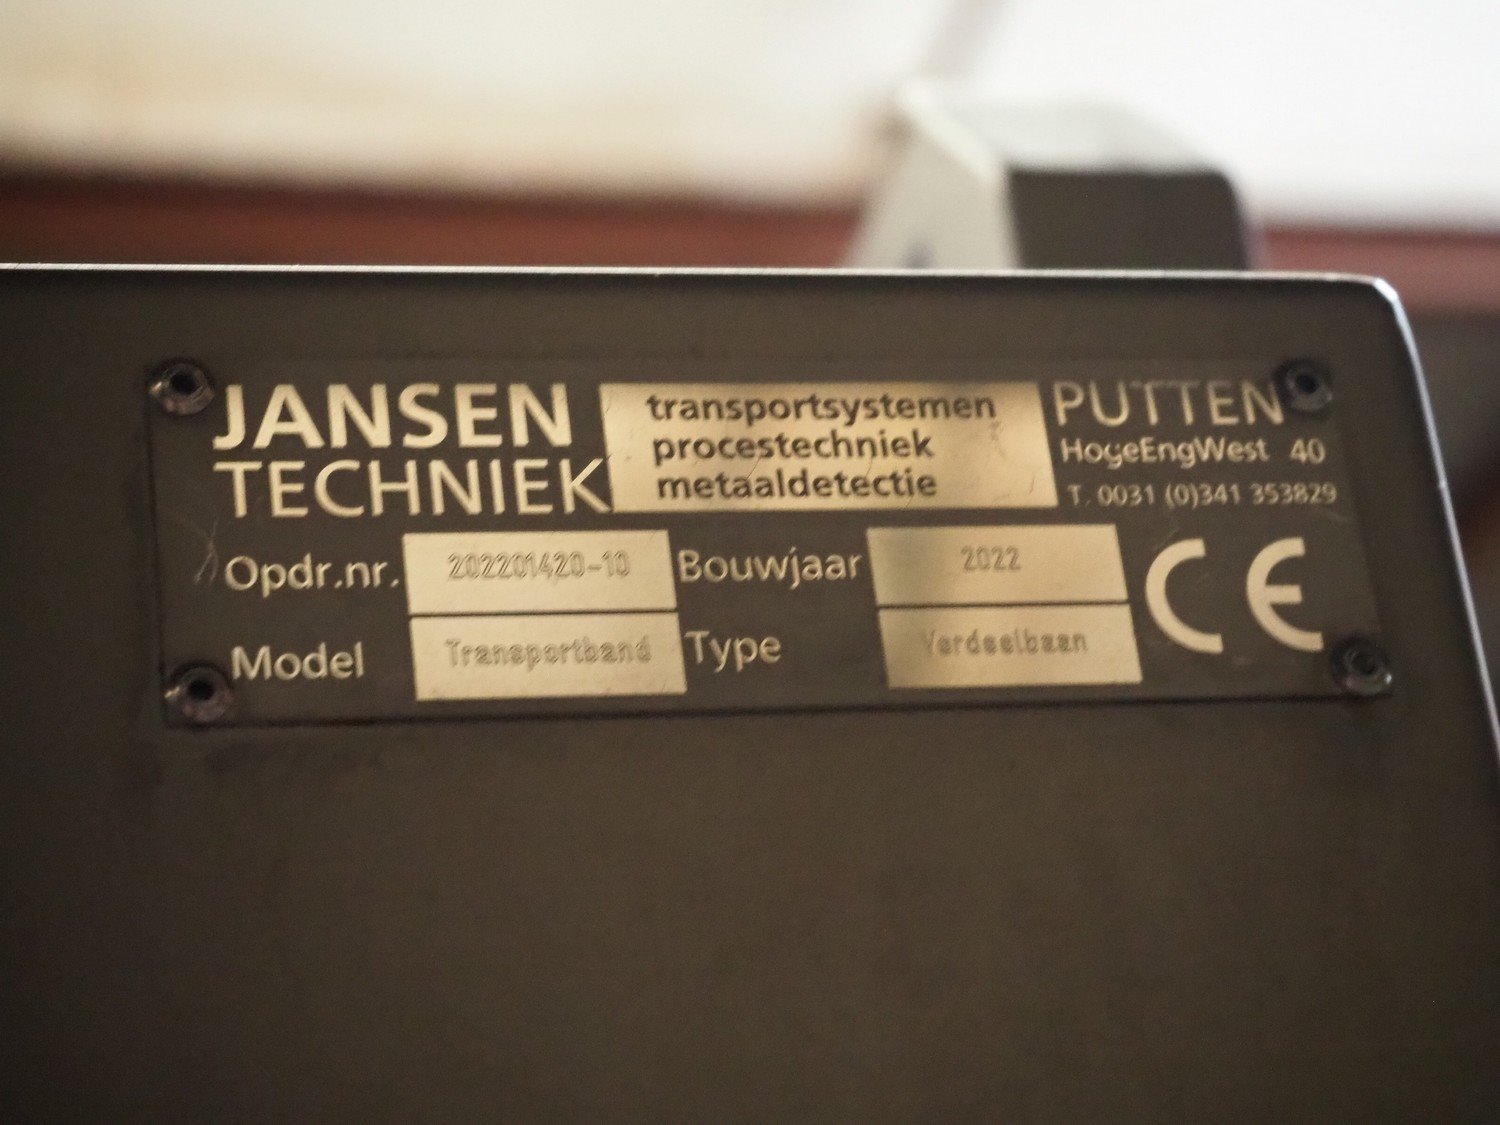 JANSEN
TECHNIEK
transportsystemen
procestechniek
metaaldetectie
PUTTEN
HogeEngWest 40
T. 0031 (0)341 353829
Opdr.nr. 202201420-10 Bouwjaar 2022
Model Transportband Type Verdeelbaan
CE